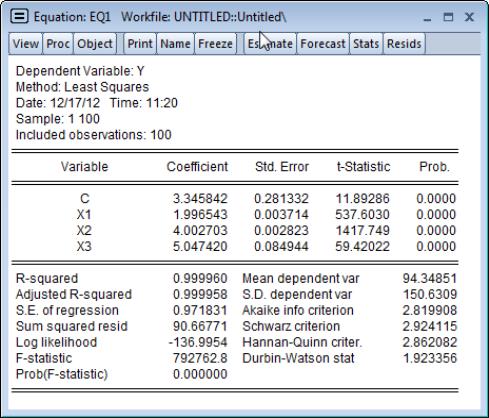 Equation: EQ1 Workfile: UNTITLED::Untitled\
View Proc Object Print Name Freeze Estimate Forecast Stats Resids
Dependent Variable: Y
Method: Least Squares
Date: 12/17/12 Time: 11:20
Sample: 1 100
Included observations: 100
Variable Coefficient Std. Error t-Statistic Prob.
C 3.345842 0.281332 11.89286 0.0000
X1 1.996543 0.003714 537.6030 0.0000
X2 4.002703 0.002823 1417.749 0.0000
X3 5.047420 0.084944 59.42022 0.0000
R-squared 0.999960 Mean dependent var 94.34851
Adjusted R-squared 0.999958 S.D. dependent var 150.6309
S.E. of regression 0.971831 Akaike info criterion 2.819908
Sum squared resid 90.66771 Schwarz criterion 2.924115
Log likelihood -136.9954 Hannan-Quinn criter. 2.862082
F-statistic 792762.8 Durbin-Watson stat 1.923356
Prob(F-statistic) 0.000000